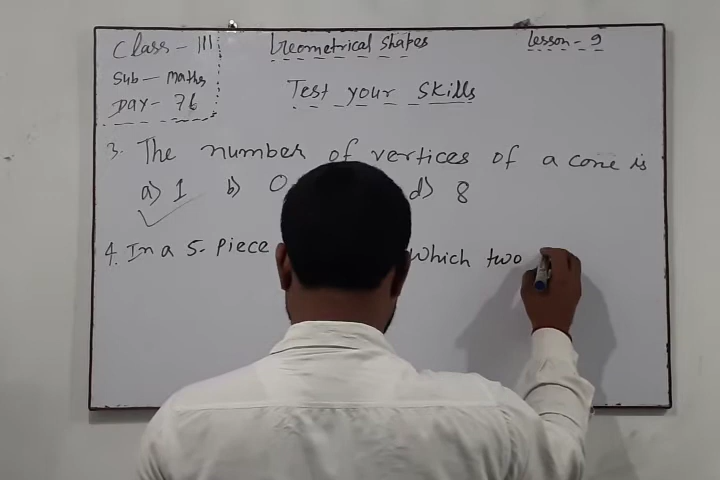 Class - III Geometrical Shapes Lesson - 9
Sub - Maths
Day - 76 Test your Skills
3. The number of vertices of a cone is
a) 1 b) 0 d) 8
4. In a 5- Piece which two